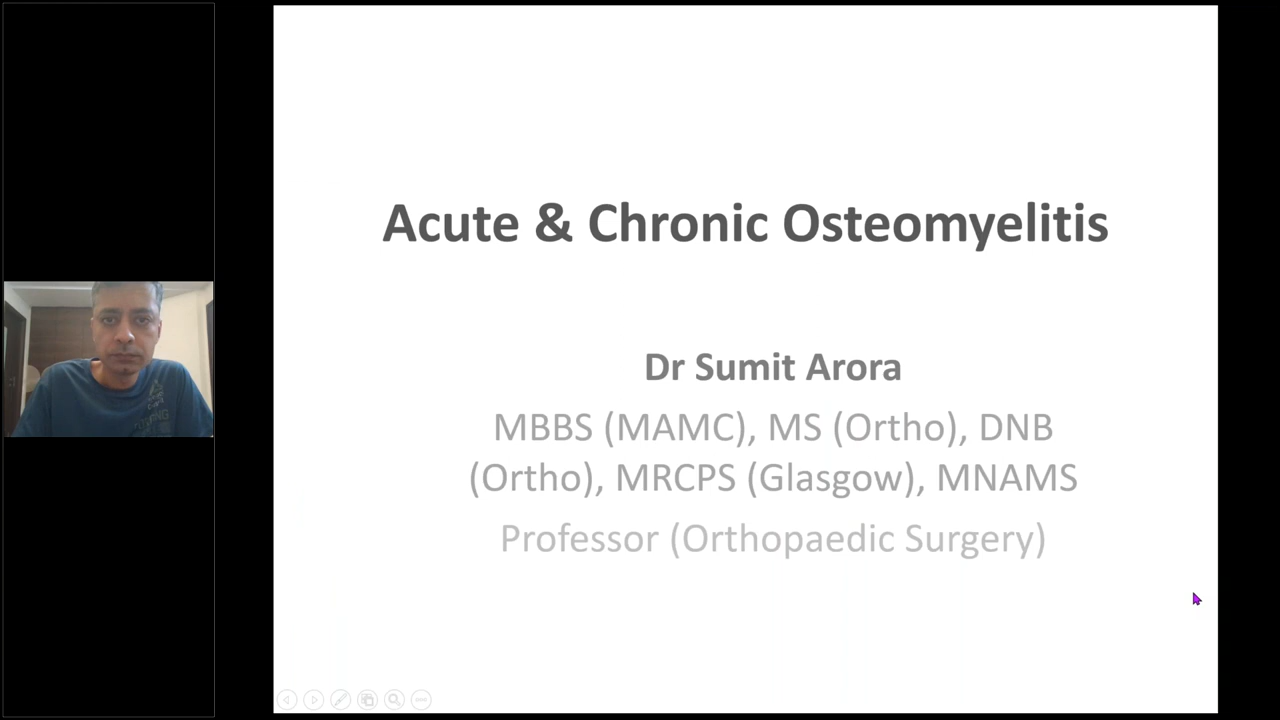 Acute & Chronic Osteomyelitis
Dr Sumit Arora
MBBS (MAMC), MS (Ortho), DNB
(Ortho), MRCPS (Glasgow), MNAMS
Professor (Orthopaedic Surgery)